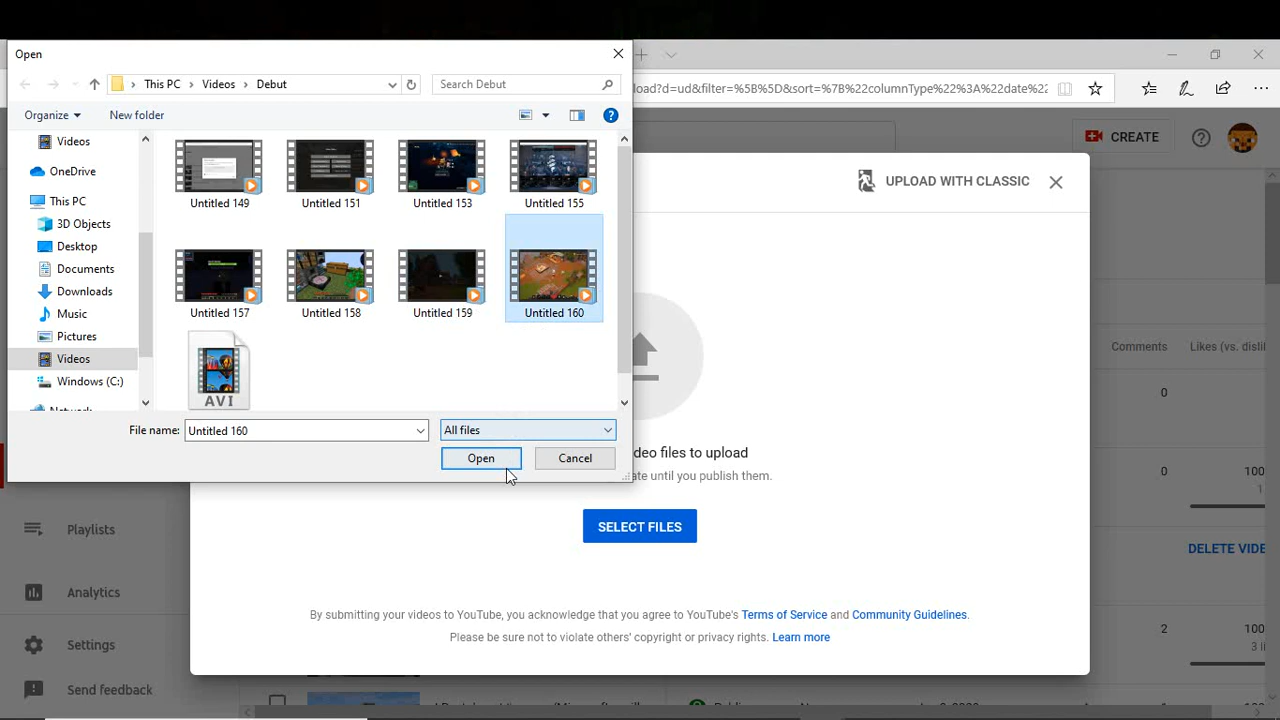 Open
This PC
Videos
Debut
Search Debut
load?d=ud&filter=%5B%5D&sort=%7B%22columnType%22%3A%22date%22%2C
Organize
New folder
Videos
OneDrive
This PC
3D Objects
Desktop
Documents
Downloads
Music
Pictures
Videos
Windows (C:)
Untitled 149
Untitled 151
Untitled 153
Untitled 155
Untitled 157
Untitled 158
Untitled 159
Untitled 160
AVI
File name:
Untitled 160
All files
Open
Cancel
CREATE
UPLOAD WITH CLASSIC
deo files to upload
ate until you publish them.
SELECT FILES
By submitting your videos to YouTube, you acknowledge that you agree to YouTube's Terms of Service and Community Guidelines.
Please be sure not to violate others' copyright or privacy rights. Learn more
Playlists
Analytics
Settings
Send feedback
Comments
Likes (vs. disli
0
0
100
DELETE VIDE
2
100
3 li